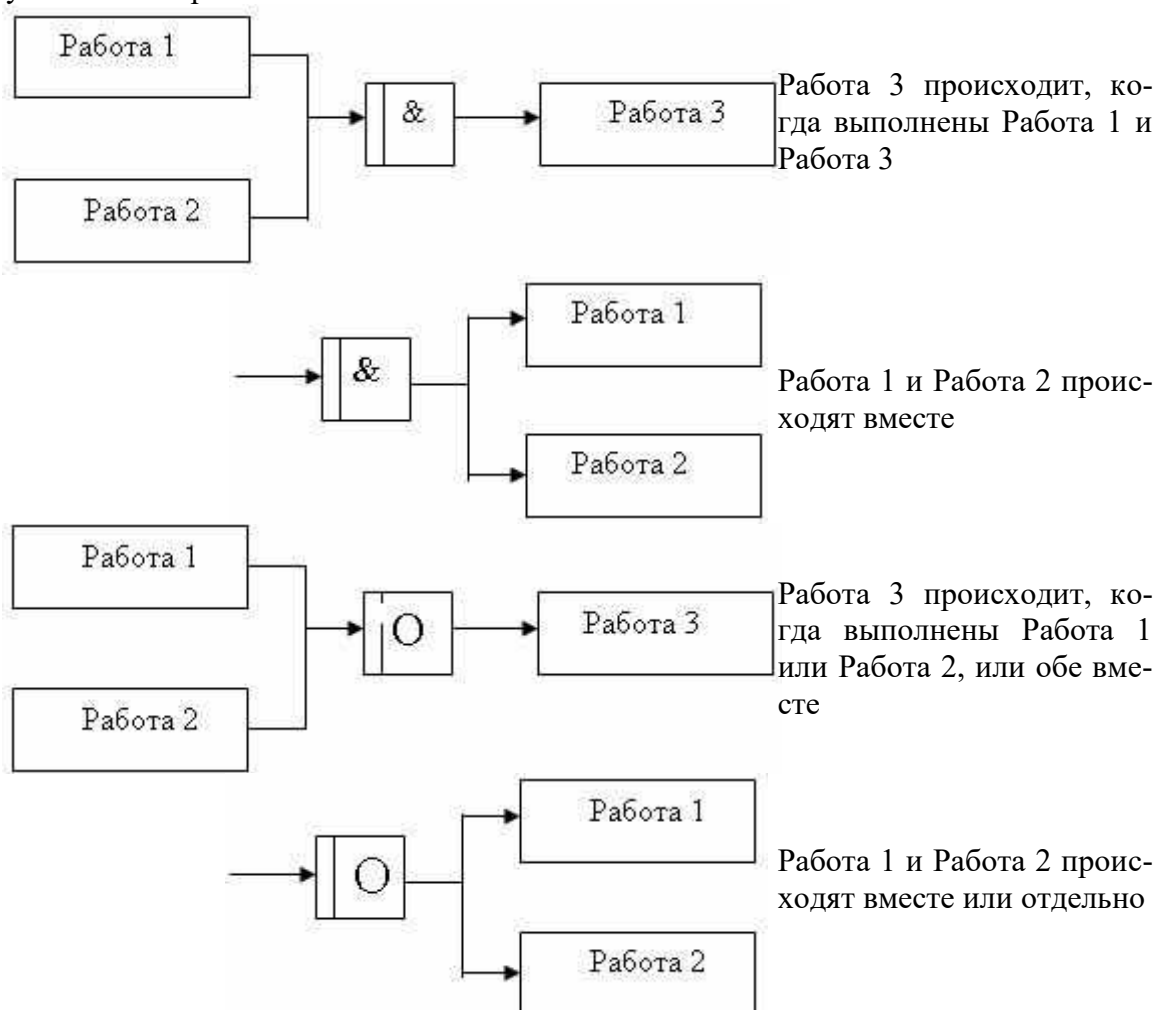 Работа 1
&
Работа 3
Работа 2
Работа 3 происходит, ко-
гда выполнены Работа 1 и
Работа 3
&
Работа 1
Работа 2
Работа 1 и Работа 2 проис-
ходят вместе
Работа 1
O
Работа 3
Работа 2
Работа 3 происходит, ко-
гда выполнены Работа 1
или Работа 2, или обе вме-
сте
O
Работа 1
Работа 2
Работа 1 и Работа 2 проис-
ходят вместе или отдельно